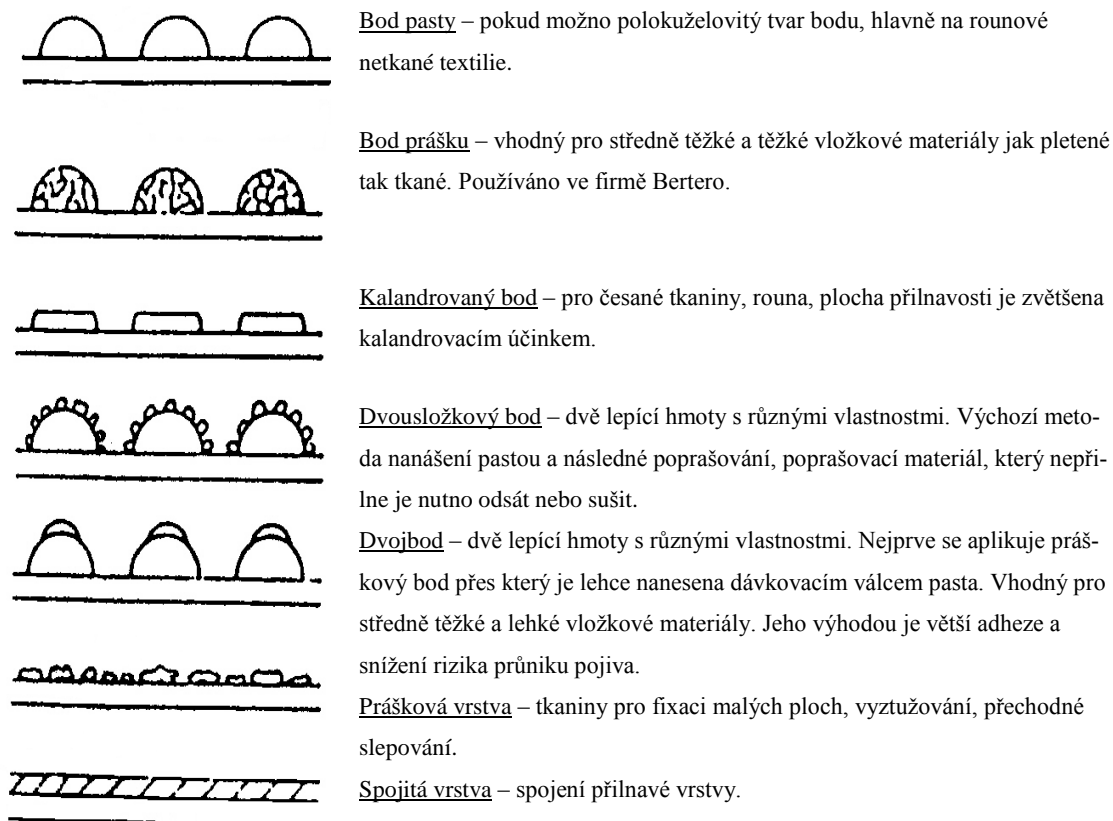 Bod pasty – pokud možno polokuželovitý tvar bodu, hlavně na rounové
netkané textilie.
Bod prášku – vhodný pro středně těžké a těžké vložkové materiály jak pletené
tak tkané. Používáno ve firmě Bertero.
Kalandrovaný bod – pro česané tkaniny, rouna, plocha přilnavosti je zvětšena
kalandrovacím účinkem.
Dvousložkový bod – dvě lepící hmoty s různými vlastnostmi. Výchozí meto-
da nanášení pastou a následné poprašování, poprašovací materiál, který nepři-
lne je nutno odsát nebo sušit.
Dvojbod – dvě lepící hmoty s různými vlastnostmi. Nejprve se aplikuje práš-
kový bod přes který je lehce nanesena dávkovacím válcem pasta. Vhodný pro
středně těžké a lehké vložkové materiály. Jeho výhodou je větší adheze a
snížení rizika průniku pojiva.
Prášková vrstva – tkaniny pro fixaci malých ploch, vyztužování, přechodné
slepování.
Spojitá vrstva – spojení přilnavé vrstvy.